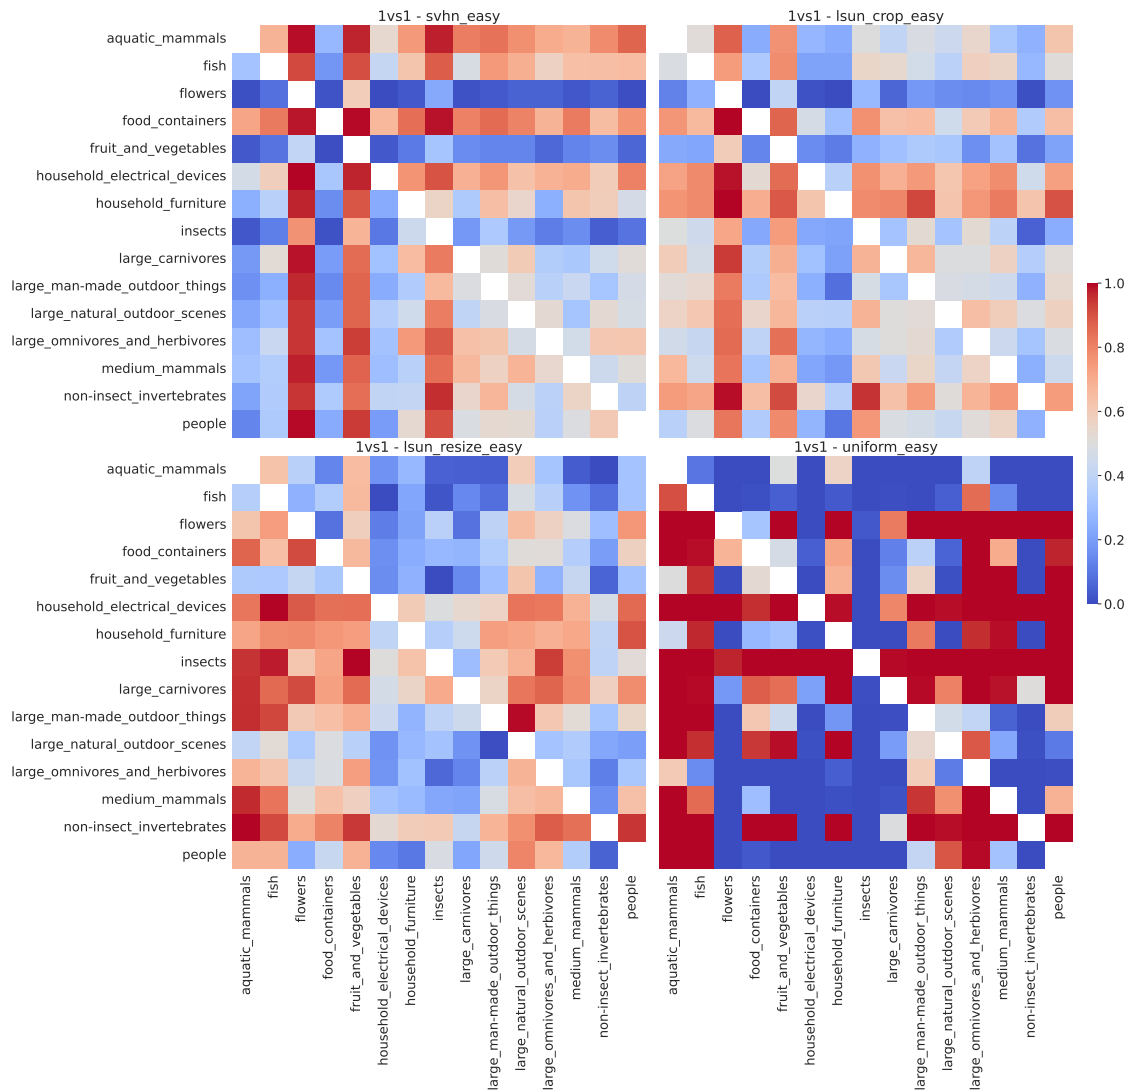 1vs1 - svhn_easy
1vs1 - lsun_crop_easy
aquatic_mammals
fish
flowers
food_containers
fruit_and_vegetables
household_electrical_devices
household_furniture
insects
large_carnivores
large_man-made_outdoor_things
large_natural_outdoor_scenes
large_omnivores_and_herbivores
medium_mammals
non-insect_invertebrates
people
1.0
0.8
0.6
0.4
0.2
0.0
1vs1 - lsun_resize_easy
1vs1 - uniform_easy
aquatic_mammals
fish
flowers
food_containers
fruit_and_vegetables
household_electrical_devices
household_furniture
insects
large_carnivores
large_man-made_outdoor_things
large_natural_outdoor_scenes
large_omnivores_and_herbivores
medium_mammals
non-insect_invertebrates
people
aquatic_mammals
fish
flowers
food_containers
fruit_and_vegetables
household_electrical_devices
household_furniture
insects
large_carnivores
large_man-made_outdoor_things
large_natural_outdoor_scenes
large_omnivores_and_herbivores
medium_mammals
non-insect_invertebrates
people
aquatic_mammals
fish
flowers
food_containers
fruit_and_vegetables
household_electrical_devices
household_furniture
insects
large_carnivores
large_man-made_outdoor_things
large_natural_outdoor_scenes
large_omnivores_and_herbivores
medium_mammals
non-insect_invertebrates
people